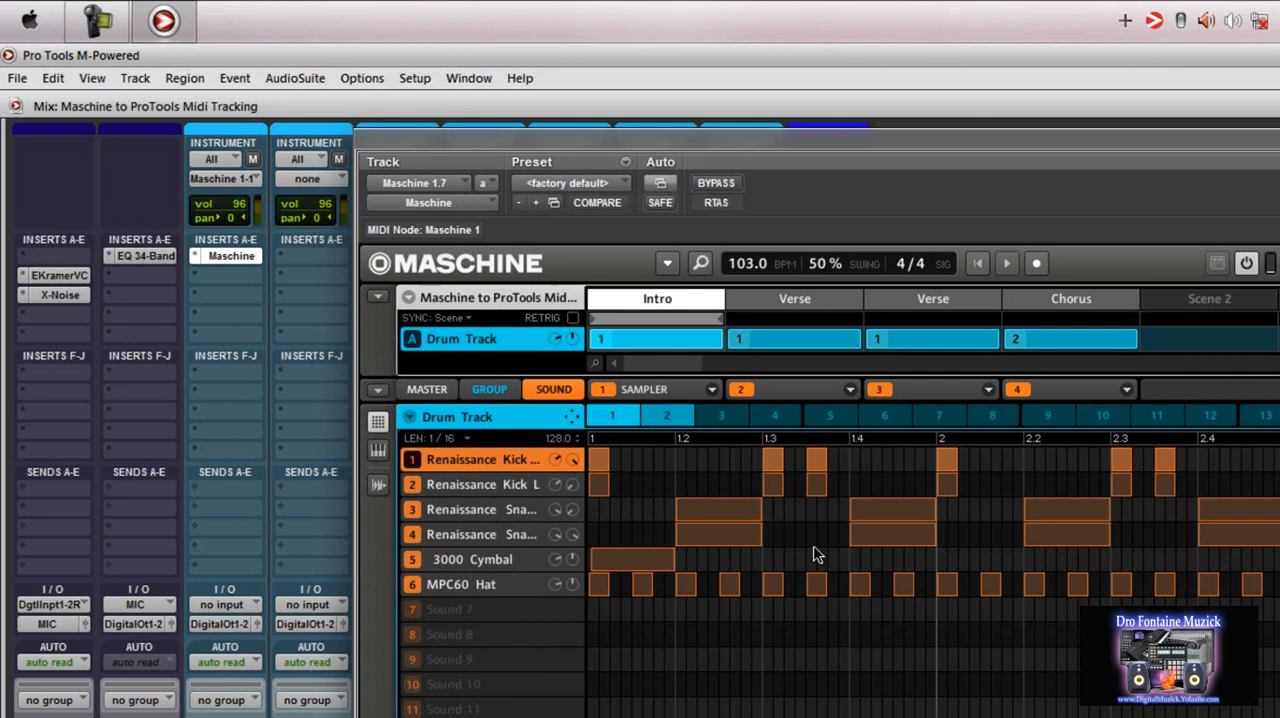 Pro Tools M-Powered
File Edit View Track Region Event AudioSuite Options Setup Window Help
Mix: Maschine to ProTools Midi Tracking
INSTRUMENT INSTRUMENT
All M All M
Maschine 1-1 none
vol 96 vol 96
pan 0 pan 0
INSERTS A-E INSERTS A-E INSERTS A-E INSERTS A-E
EQ 34-Band Maschine
EKramerVC
X-Noise
INSERTS F-J INSERTS F-J INSERTS F-J INSERTS F-J
SENDS A-E SENDS A-E SENDS A-E SENDS A-E
I / O I / O I / O I / O
DgtlInpt1-2R MIC no input no input
MIC DigitalOt1-2 DigitalOt1-2 DigitalOt1-2
AUTO AUTO AUTO AUTO
auto read auto read auto read auto read
no group no group no group no group
Track Preset Auto
Maschine 1.7 a <factory default> BYPASS
Maschine - + COMPARE SAFE RTAS
MIDI Node: Maschine 1
MASCHINE 103.0 BPM 50 % SWING 4 / 4 SIG
Maschine to ProTools Mid... Intro Verse Verse Chorus Scene 2
SYNC: Scene RETRIG
A Drum Track 1 1 1 2
MASTER GROUP SOUND 1 SAMPLER 2 3 4
Drum Track 1 2 3 4 5 6 7 8 9 10 11 12 13
LEN: 1 / 16 128.0 1 1.2 1.3 1.4 2 2.2 2.3 2.4
1 Renaissance Kick ...
2 Renaissance Kick L
3 Renaissance Sna...
4 Renaissance Sna...
5 3000 Cymbal
6 MPC60 Hat
7 Sound 7
8 Sound 8
9 Sound 9
10 Sound 10
11 Sound 11
Dro Fontaine Muzick
www.DigitalMuzick.Yolasite.com